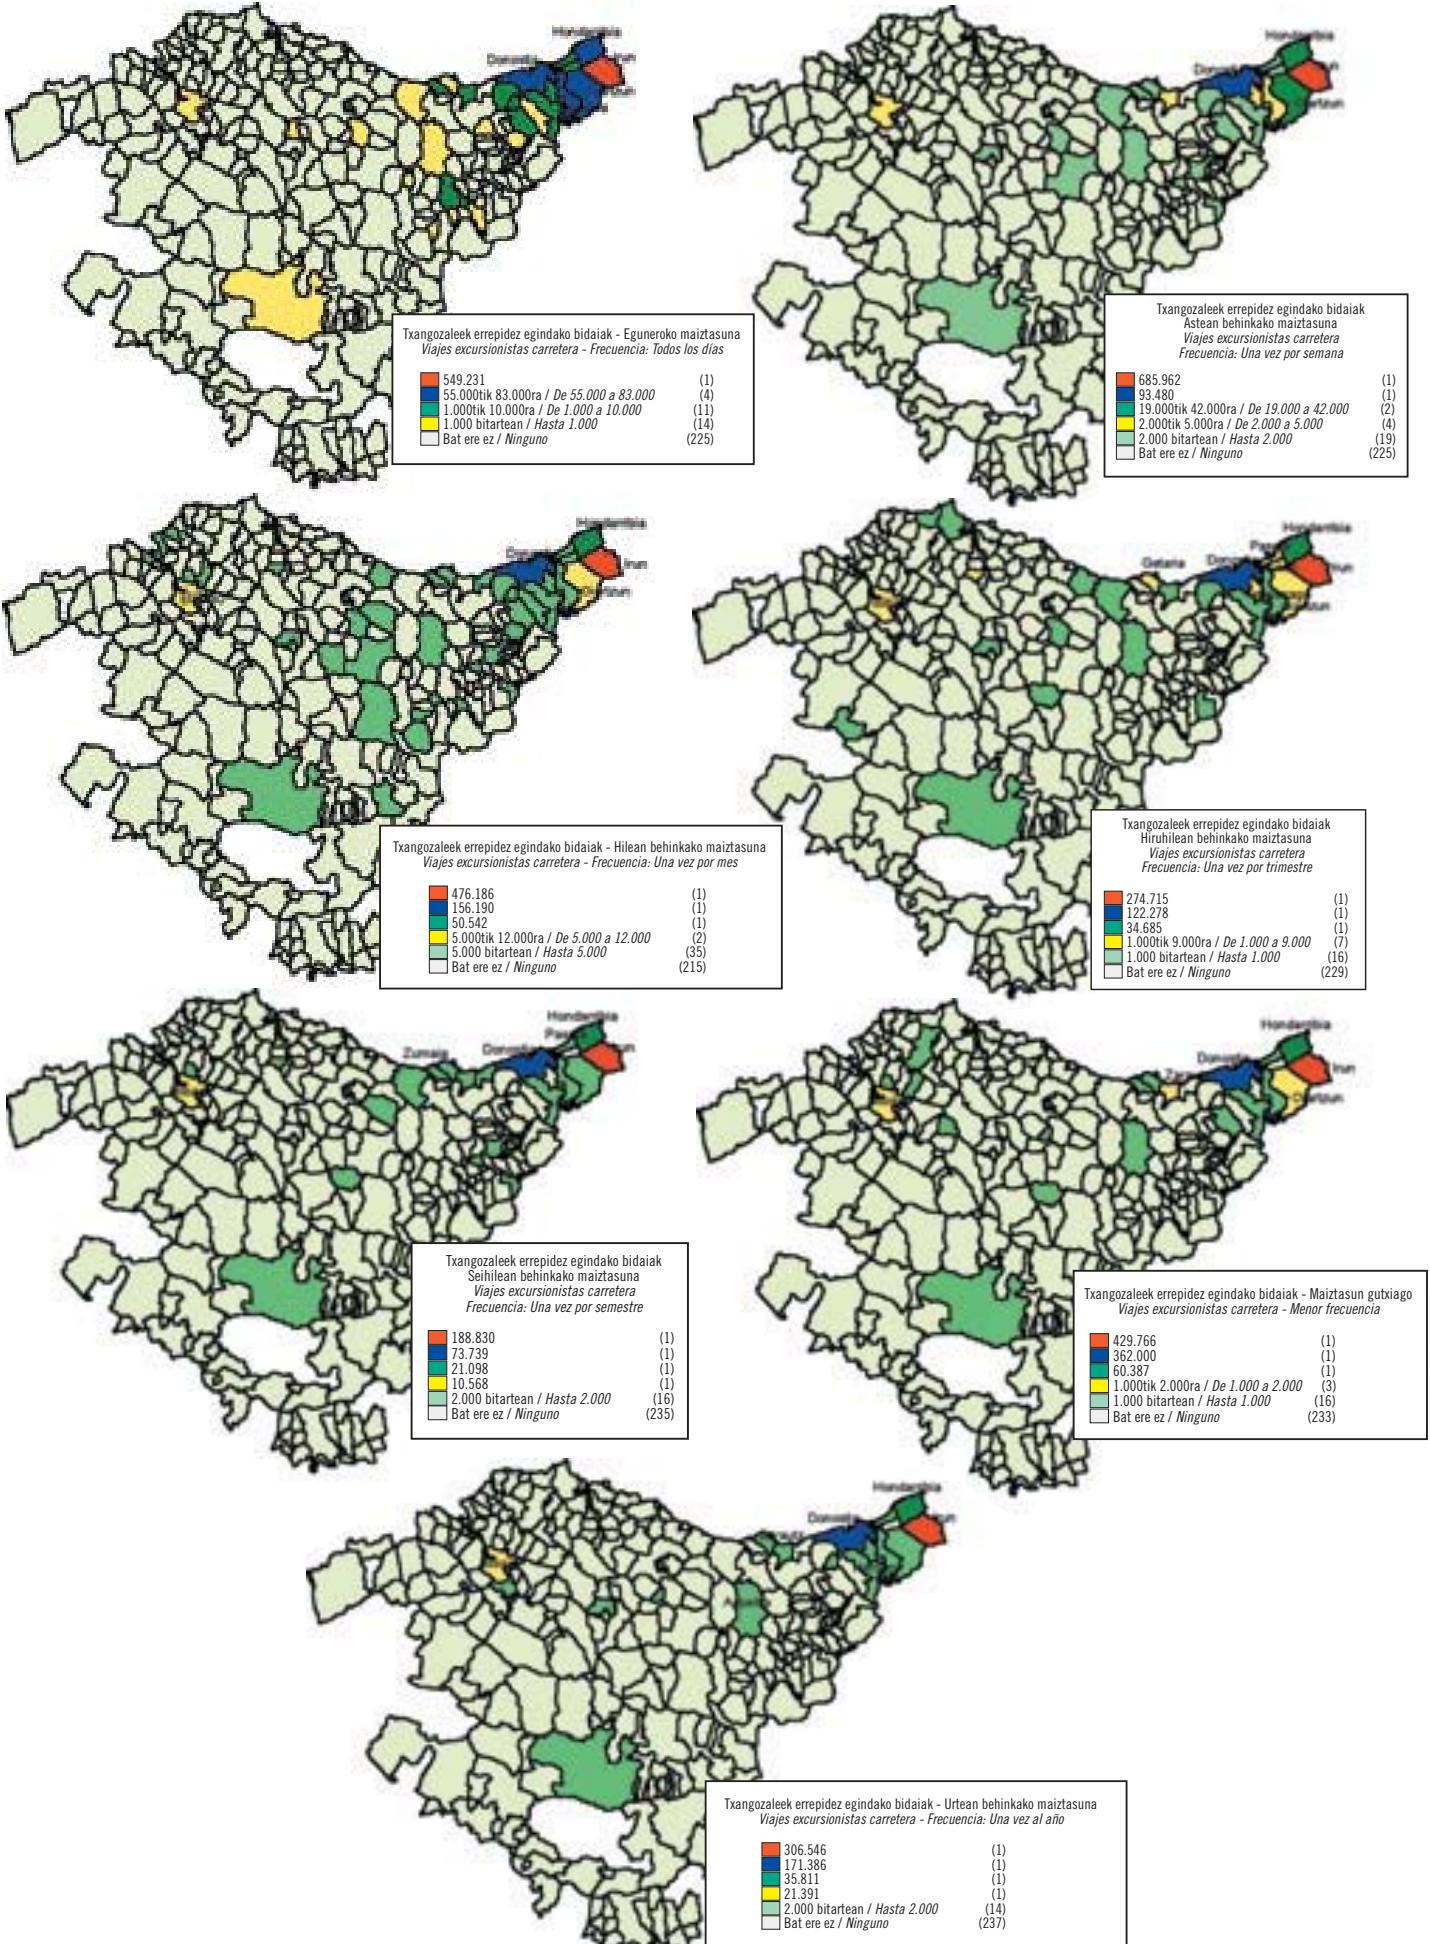 Hondarribia
Donostia
Irun
Txangozaleek errepidez egindako bidaiak - Eguneroko maiztasuna
Viajes excursionistas carretera - Frecuencia: Todos los días
549.231 (1)
55.000tik 83.000ra / De 55.000 a 83.000 (4)
1.000tik 10.000ra / De 1.000 a 10.000 (11)
1.000 bitartean / Hasta 1.000 (14)
Bat ere ez / Ninguno (225)
Hondarribia
Txangozaleek errepidez egindako bidaiak
Astean behinkako maiztasuna
Viajes excursionistas carretera
Frecuencia: Una vez por semana
685.962 (1)
93.480 (1)
19.000tik 42.000ra / De 19.000 a 42.000 (2)
2.000tik 5.000ra / De 2.000 a 5.000 (4)
2.000 bitartean / Hasta 2.000 (19)
Bat ere ez / Ninguno (225)
Hondarribia
Irun
Txangozaleek errepidez egindako bidaiak - Hilean behinkako maiztasuna
Viajes excursionistas carretera - Frecuencia: Una vez por mes
476.186 (1)
156.190 (1)
50.542 (1)
5.000tik 12.000ra / De 5.000 a 12.000 (2)
5.000 bitartean / Hasta 5.000 (35)
Bat ere ez / Ninguno (215)
Hondarribia
Getaria
Txangozaleek errepidez egindako bidaiak
Hiruhilean behinkako maiztasuna
Viajes excursionistas carretera
Frecuencia: Una vez por trimestre
274.715 (1)
122.278 (1)
34.685 (1)
1.000tik 9.000ra / De 1.000 a 9.000 (7)
1.000 bitartean / Hasta 1.000 (16)
Bat ere ez / Ninguno (229)
Hondarribia
Zumaia
Donostia
Txangozaleek errepidez egindako bidaiak
Seihilean behinkako maiztasuna
Viajes excursionistas carretera
Frecuencia: Una vez por semestre
188.830 (1)
73.739 (1)
21.098 (1)
10.568 (1)
2.000 bitartean / Hasta 2.000 (16)
Bat ere ez / Ninguno (235)
Hondarribia
Donostia
Irun
Oiartzun
Txangozaleek errepidez egindako bidaiak - Maiztasun gutxiago
Viajes excursionistas carretera - Menor frecuencia
429.766 (1)
362.000 (1)
60.387 (1)
1.000tik 2.000ra / De 1.000 a 2.000 (3)
1.000 bitartean / Hasta 1.000 (16)
Bat ere ez / Ninguno (233)
Hondarribia
Donostia
Txangozaleek errepidez egindako bidaiak - Urtean behinkako maiztasuna
Viajes excursionistas carretera - Frecuencia: Una vez al año
306.546 (1)
171.386 (1)
35.811 (1)
21.391 (1)
2.000 bitartean / Hasta 2.000 (14)
Bat ere ez / Ninguno (237)